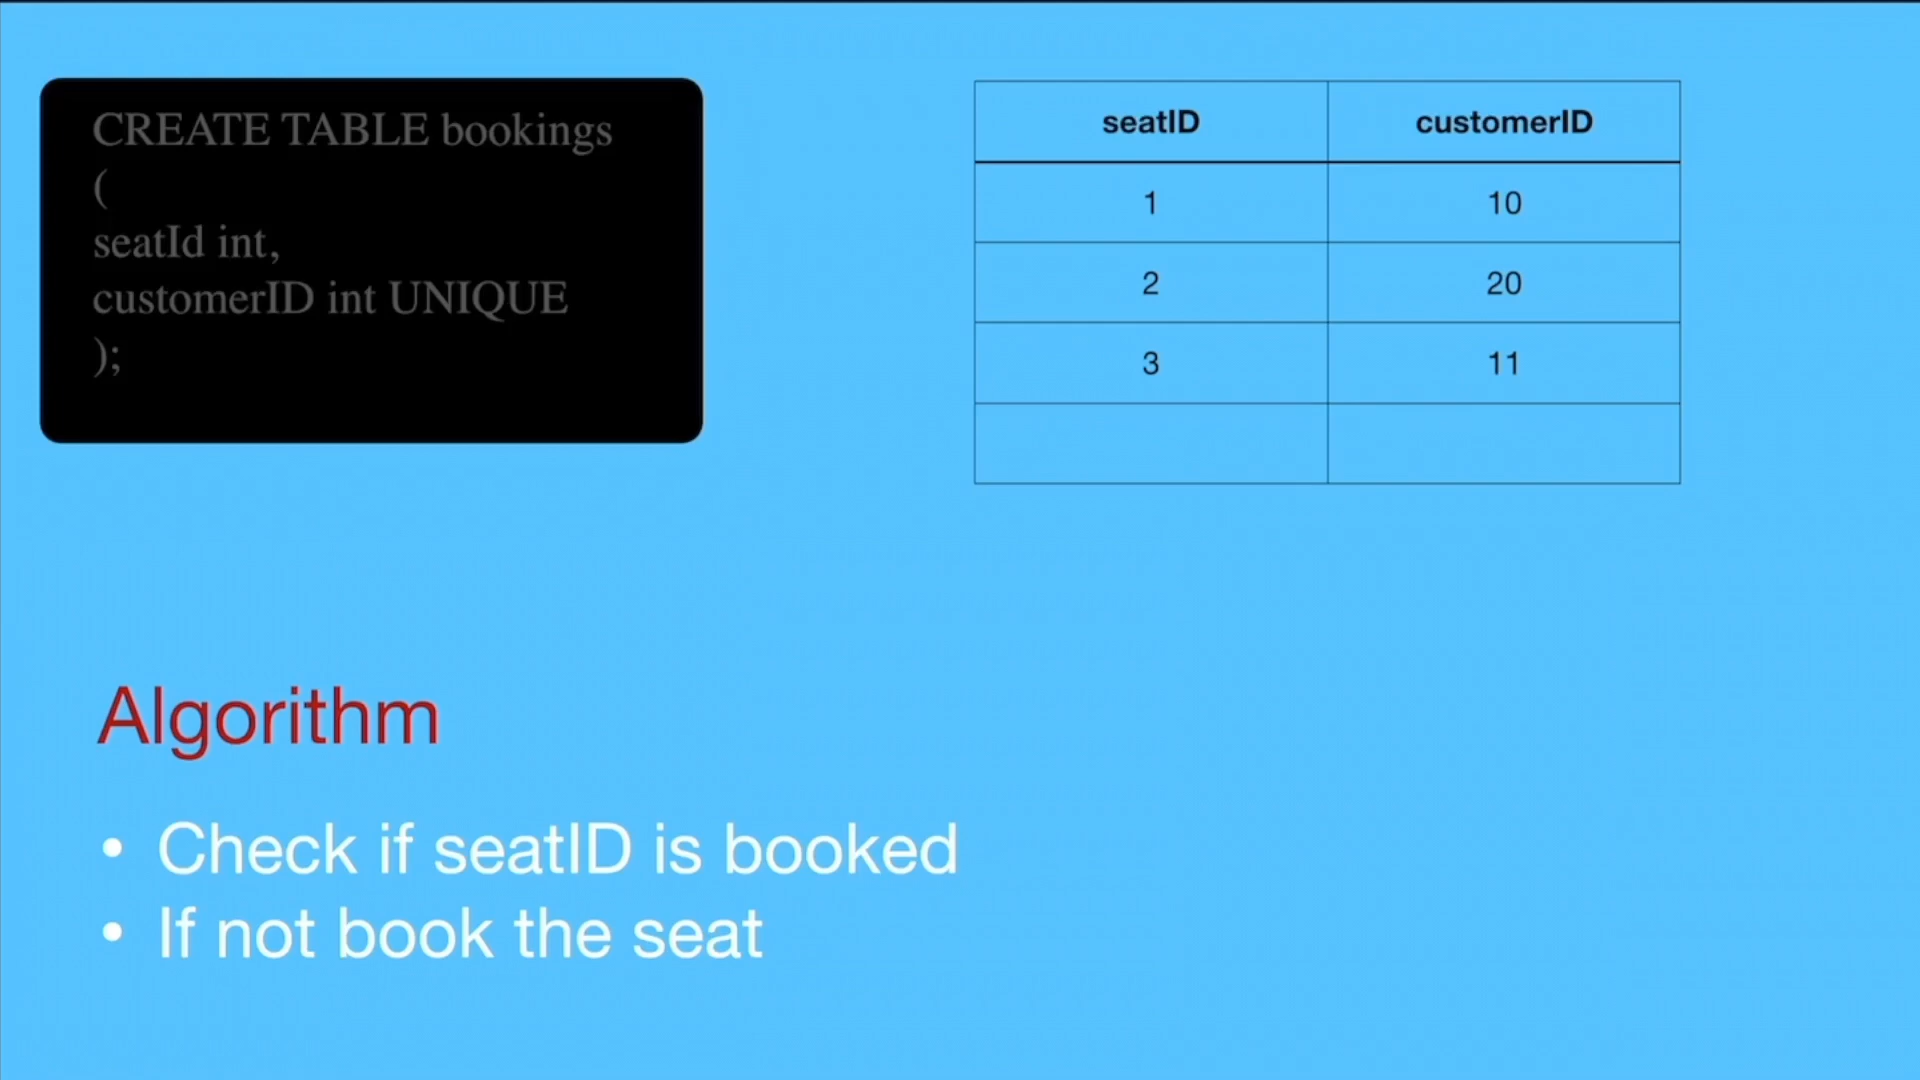 CREATE TABLE bookings
(
seatId int,
customerID int UNIQUE
);
seatID customerID
1 10
2 20
3 11
Algorithm
• Check if seatID is booked
• If not book the seat